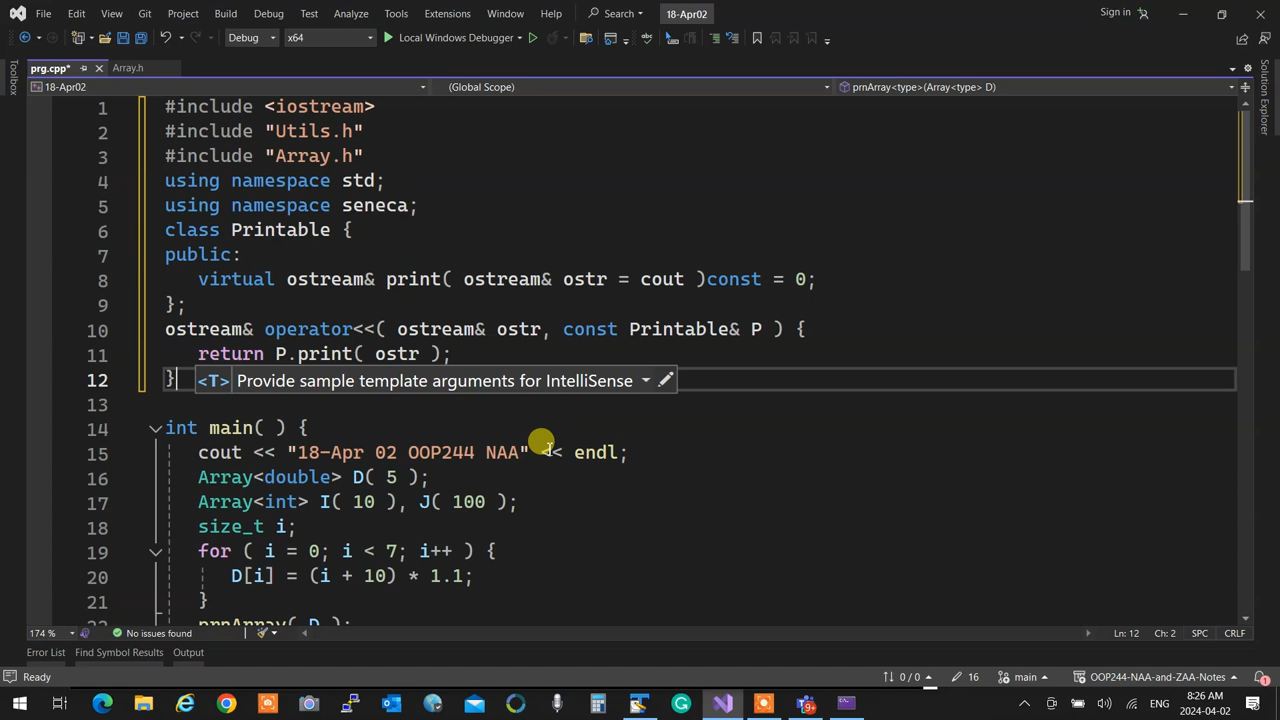 File Edit View Git Project Build Debug Test Analyze Tools Extensions Window Help Search 18-Apr02 Sign in
Debug x64 Local Windows Debugger
prg.cpp* Array.h
18-Apr02 (Global Scope) prnArray<type>(Array<type> D)
Toolbox
Solution Explorer
1 #include <iostream>
2 #include "Utils.h"
3 #include "Array.h"
4 using namespace std;
5 using namespace seneca;
6 class Printable {
7 public:
8 virtual ostream& print( ostream& ostr = cout )const = 0;
9 };
10 ostream& operator<<( ostream& ostr, const Printable& P ) {
11 return P.print( ostr );
12 } <T> Provide sample template arguments for IntelliSense
13
14 int main( ) {
15 cout << "18-Apr 02 OOP244 NAA" << endl;
16 Array<double> D( 5 );
17 Array<int> I( 10 ), J( 100 );
18 size_t i;
19 for ( i = 0; i < 7; i++ ) {
20 D[i] = (i + 10) * 1.1;
21 }
22 prnArray( D );
174 % No issues found Ln: 12 Ch: 2 SPC CRLF
Error List Find Symbol Results Output
Ready 0 / 0 16 main OOP244-NAA-and-ZAA-Notes 1
9+ ENG 8:26 AM
2024-04-02